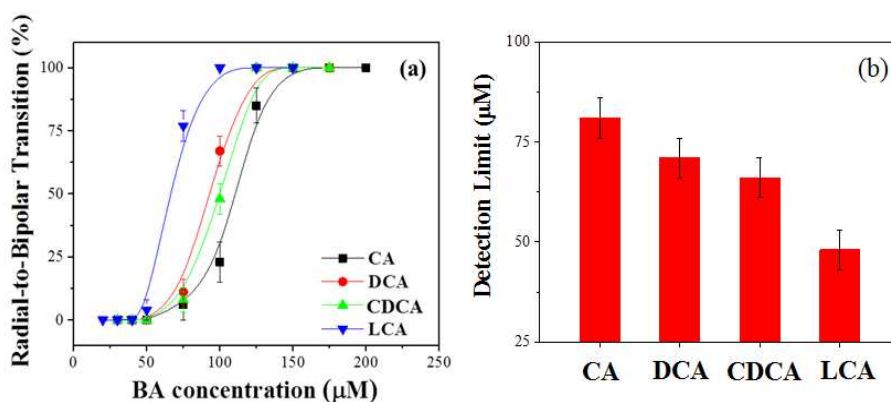 Radial-to-Bipolar Transition (%)
100
75
50
25
0
(a)
CA
DCA
CDCA
LCA
0 50 100 150 200
BA concentration (μM)
Detection Limit (μM)
100
75
50
25
(b)
CA DCA CDCA LCA